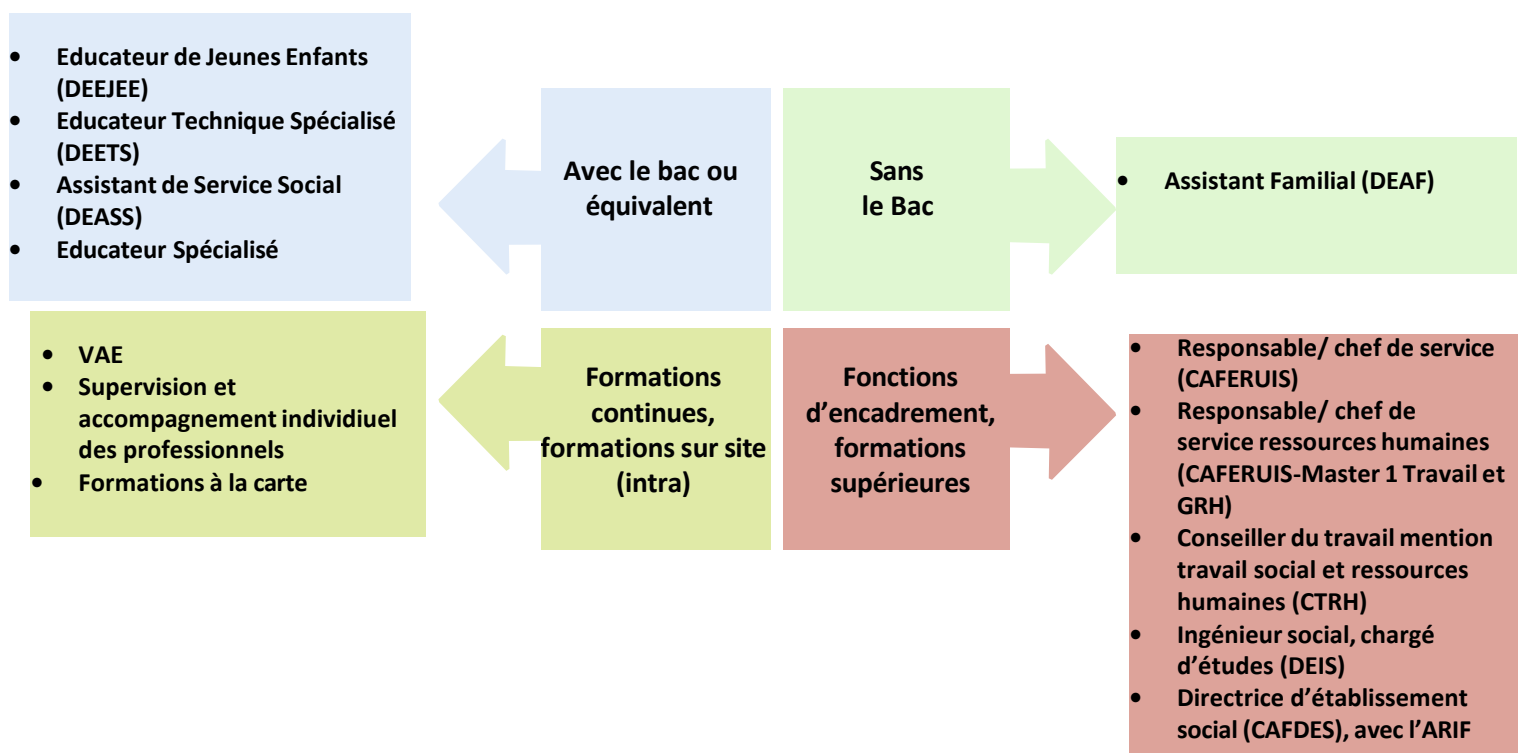 • Educateur de Jeunes Enfants
(DEEJEE)
• Educateur Technique Spécialisé
(DEETS)
• Assistant de Service Social
(DEASS)
• Educateur Spécialisé
Avec le bac ou
équivalent
Sans
le Bac
• Assistant Familial (DEAF)
• VAE
• Supervision et
accompagnement individiuel
des professionnels
• Formations à la carte
Formations
continues,
formations sur site
(intra)
Fonctions
d’encadrement,
formations
supérieures
• Responsable/ chef de service
(CAFERUIS)
• Responsable/ chef de
service ressources humaines
(CAFERUIS-Master 1 Travail et
GRH)
• Conseiller du travail mention
travail social et ressources
humaines (CTRH)
• Ingénieur social, chargé
d’études (DEIS)
• Directrice d’établissement
social (CAFDES), avec l’ARIF